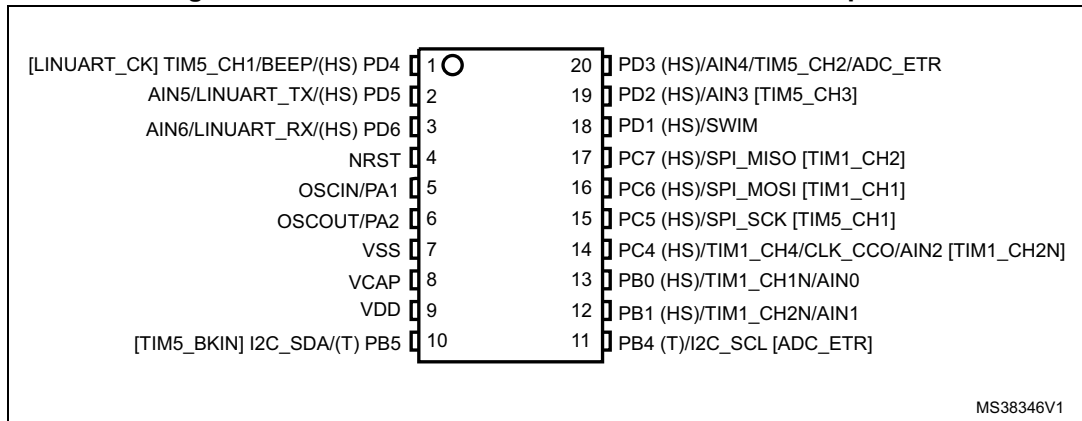 [LINUART_CK] TIM5_CH1/BEEP/(HS) PD4 1 20 PD3 (HS)/AIN4/TIM5_CH2/ADC_ETR
AIN5/LINUART_TX/(HS) PD5 2 19 PD2 (HS)/AIN3 [TIM5_CH3]
AIN6/LINUART_RX/(HS) PD6 3 18 PD1 (HS)/SWIM
NRST 4 17 PC7 (HS)/SPI_MISO [TIM1_CH2]
OSCIN/PA1 5 16 PC6 (HS)/SPI_MOSI [TIM1_CH1]
OSCOUT/PA2 6 15 PC5 (HS)/SPI_SCK [TIM5_CH1]
VSS 7 14 PC4 (HS)/TIM1_CH4/CLK_CCO/AIN2 [TIM1_CH2N]
VCAP 8 13 PB0 (HS)/TIM1_CH1N/AIN0
VDD 9 12 PB1 (HS)/TIM1_CH2N/AIN1
[TIM5_BKIN] I2C_SDA/(T) PB5 10 11 PB4 (T)/I2C_SCL [ADC_ETR]
MS38346V1